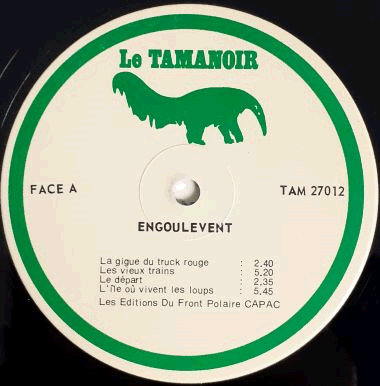 Le TAMANOIR
FACE A
TAM 27012
ENGOULEVENT
La gigue du truck rouge : 2,40
Les vieux trains : 5,20
Le départ : 2,35
L'île où vivent les loups : 5,45
Les Editions Du Front Polaire CAPAC